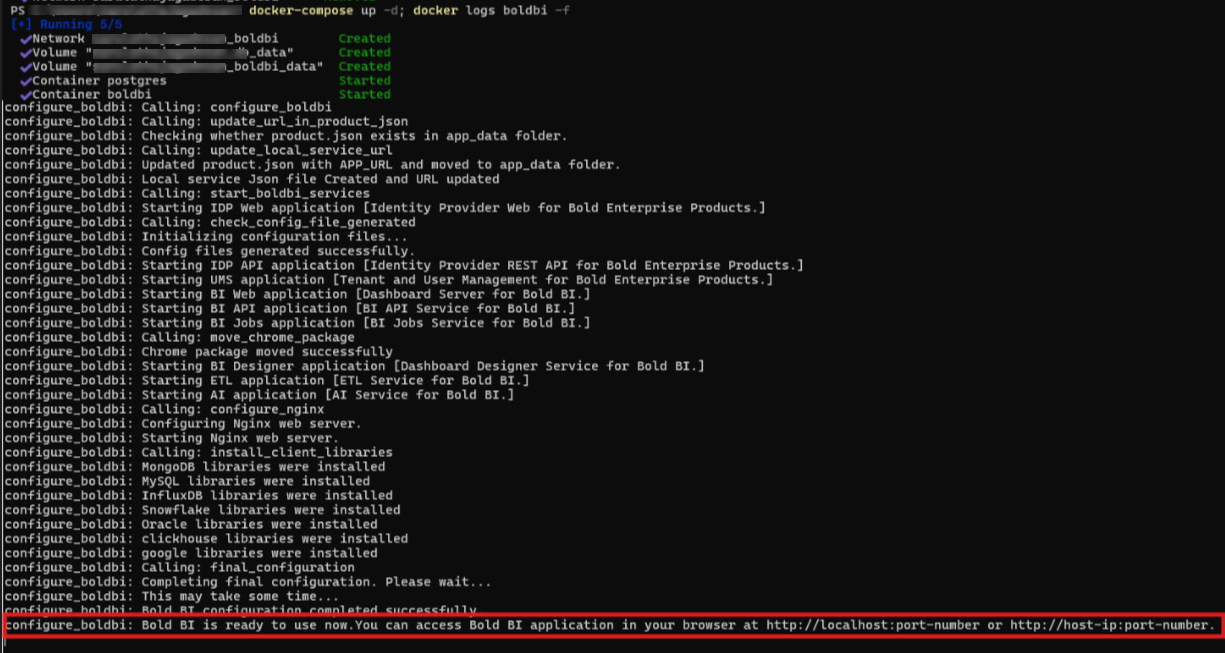 PS docker-compose up -d; docker logs boldbi -f
[+] Running 5/5
✔Network _boldbi Created
✔Volume " _data" Created
✔Volume " _boldbi_data" Created
✔Container postgres Started
✔Container boldbi Started
configure_boldbi: Calling: configure_boldbi
configure_boldbi: Calling: update_url_in_product_json
configure_boldbi: Checking whether product.json exists in app_data folder.
configure_boldbi: Calling: update_local_service_url
configure_boldbi: Updated product.json with APP_URL and moved to app_data folder.
configure_boldbi: Local service Json file Created and URL updated
configure_boldbi: Calling: start_boldbi_services
configure_boldbi: Starting IDP Web application [Identity Provider Web for Bold Enterprise Products.]
configure_boldbi: Calling: check_config_file_generated
configure_boldbi: Initializing configuration files...
configure_boldbi: Config files generated successfully.
configure_boldbi: Starting IDP API application [Identity Provider REST API for Bold Enterprise Products.]
configure_boldbi: Starting UMS application [Tenant and User Management for Bold Enterprise Products.]
configure_boldbi: Starting BI Web application [Dashboard Server for Bold BI.]
configure_boldbi: Starting BI API application [BI API Service for Bold BI.]
configure_boldbi: Starting BI Jobs application [BI Jobs Service for Bold BI.]
configure_boldbi: Calling: move_chrome_package
configure_boldbi: Chrome package moved successfully
configure_boldbi: Starting BI Designer application [Dashboard Designer Service for Bold BI.]
configure_boldbi: Starting ETL application [ETL Service for Bold BI.]
configure_boldbi: Starting AI application [AI Service for Bold BI.]
configure_boldbi: Calling: configure_nginx
configure_boldbi: Configuring Nginx web server.
configure_boldbi: Starting Nginx web server.
configure_boldbi: Calling: install_client_libraries
configure_boldbi: MongoDB libraries were installed
configure_boldbi: MySQL libraries were installed
configure_boldbi: InfluxDB libraries were installed
configure_boldbi: Snowflake libraries were installed
configure_boldbi: Oracle libraries were installed
configure_boldbi: clickhouse libraries were installed
configure_boldbi: google libraries were installed
configure_boldbi: Calling: final_configuration
configure_boldbi: Completing final configuration. Please wait...
configure_boldbi: This may take some time...
configure_boldbi: Bold BI configuration completed successfully.
configure_boldbi: Bold BI is ready to use now.You can access Bold BI application in your browser at http://localhost:port-number or http://host-ip:port-number.